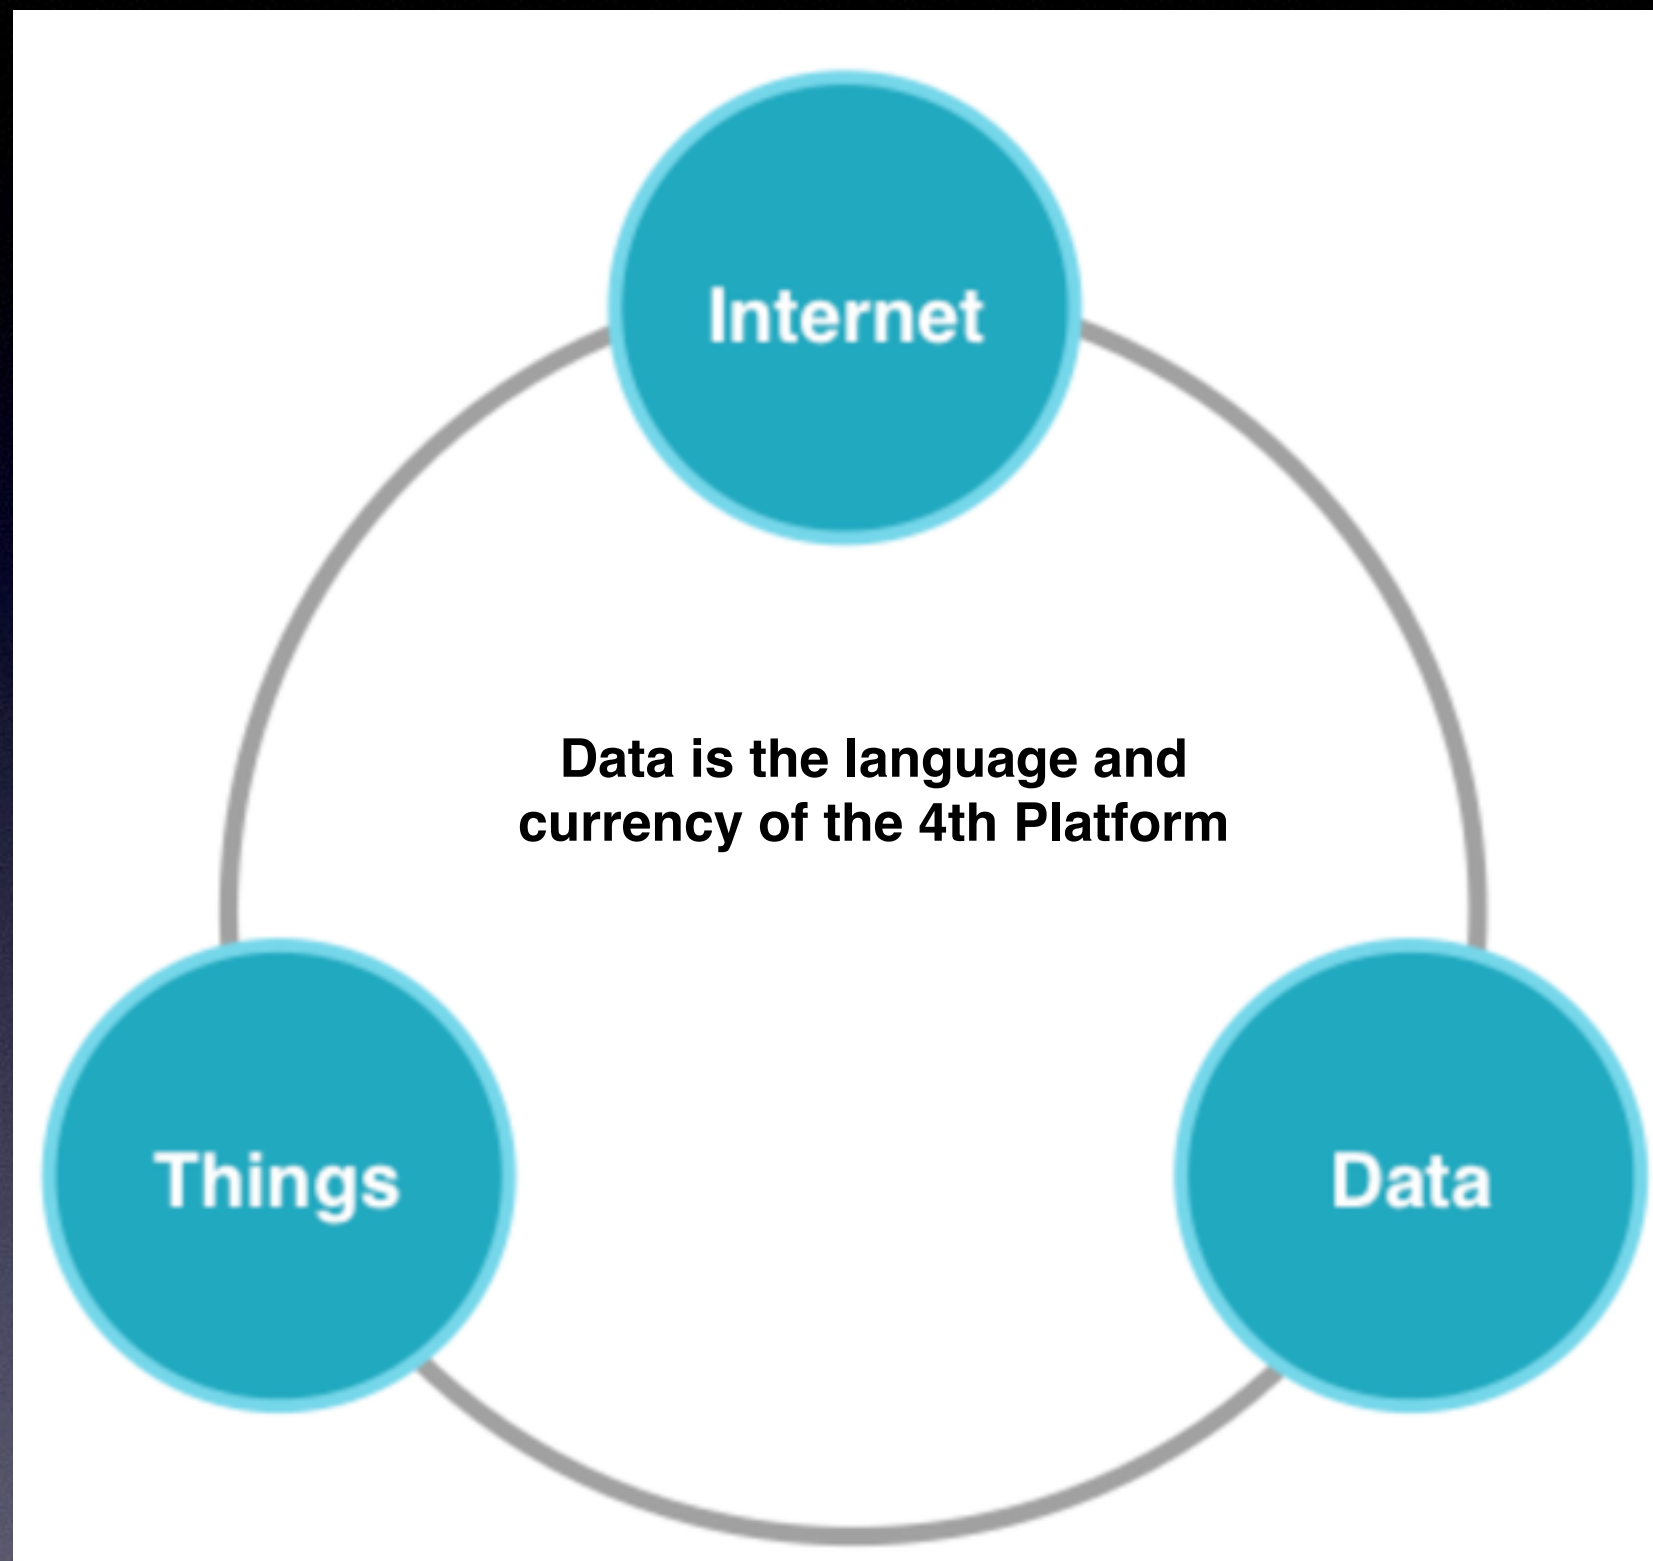 Internet
Data is the language and
currency of the 4th Platform
Things
Data